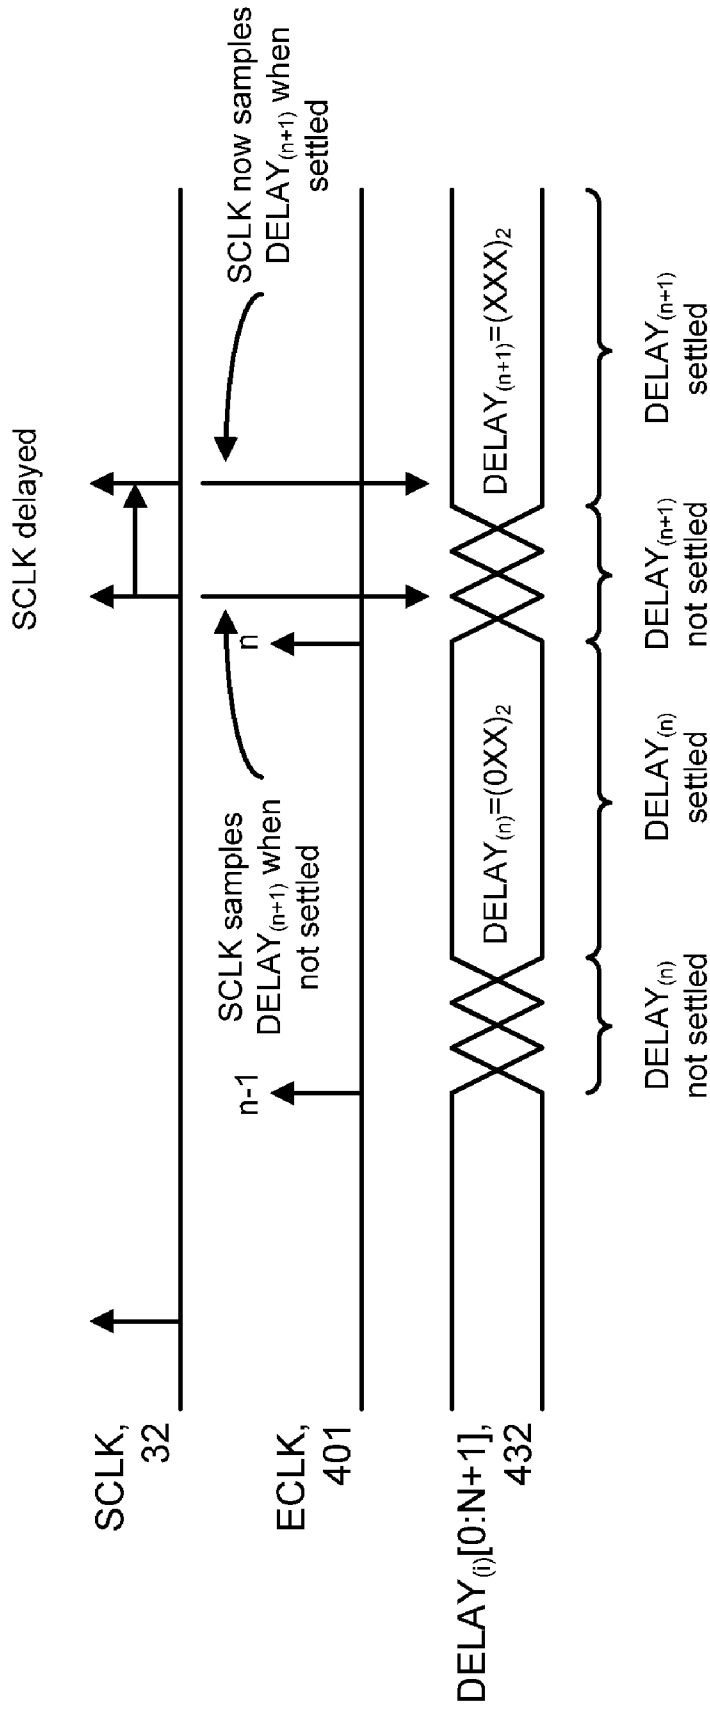 SCLK delayed
SCLK,
32
SCLK samples
DELAY(n+1) when
not settled
SCLK now samples
DELAY(n+1) when
settled
ECLK,
401
n-1
n
DELAY(i)[0:N+1],
432
DELAY(n)=(0XX)2
DELAY(n+1)=(XXX)2
DELAY(n)
not settled
DELAY(n)
settled
DELAY(n+1)
not settled
DELAY(n+1)
settled